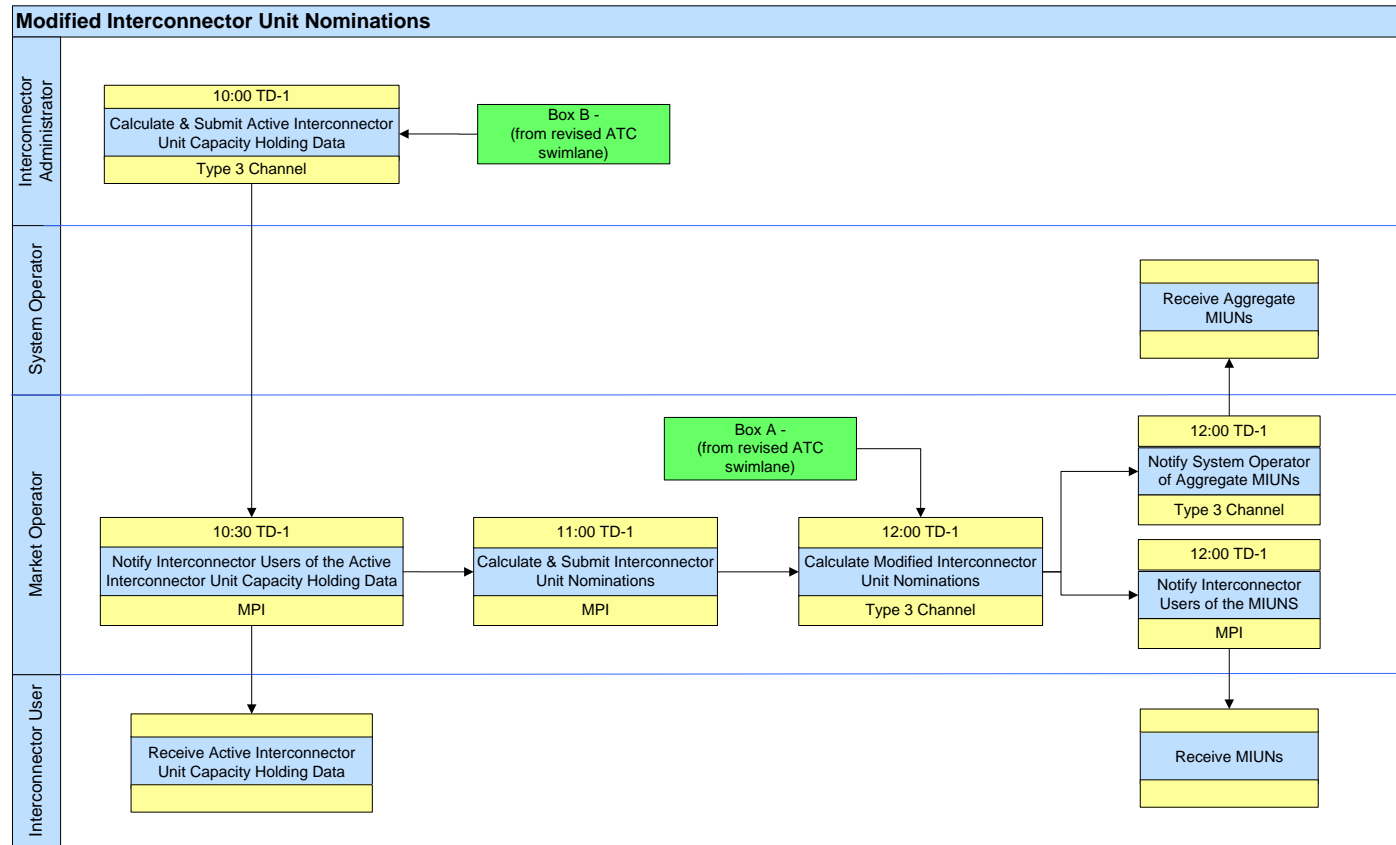 Modified Interconnector Unit Nominations
Interconnector
Administrator
10:00 TD-1
Calculate & Submit Active Interconnector
Unit Capacity Holding Data
Type 3 Channel
Box B -
(from revised ATC
swimlane)
System Operator
Receive Aggregate
MIUNs
Market Operator
Box A -
(from revised ATC
swimlane)
10:30 TD-1
Notify Interconnector Users of the Active
Interconnector Unit Capacity Holding Data
MPI
11:00 TD-1
Calculate & Submit Interconnector
Unit Nominations
MPI
12:00 TD-1
Calculate Modified Interconnector
Unit Nominations
Type 3 Channel
12:00 TD-1
Notify System Operator
of Aggregate MIUNs
Type 3 Channel
12:00 TD-1
Notify Interconnector
Users of the MIUNS
MPI
Interconnector User
Receive Active Interconnector
Unit Capacity Holding Data
Receive MIUNs